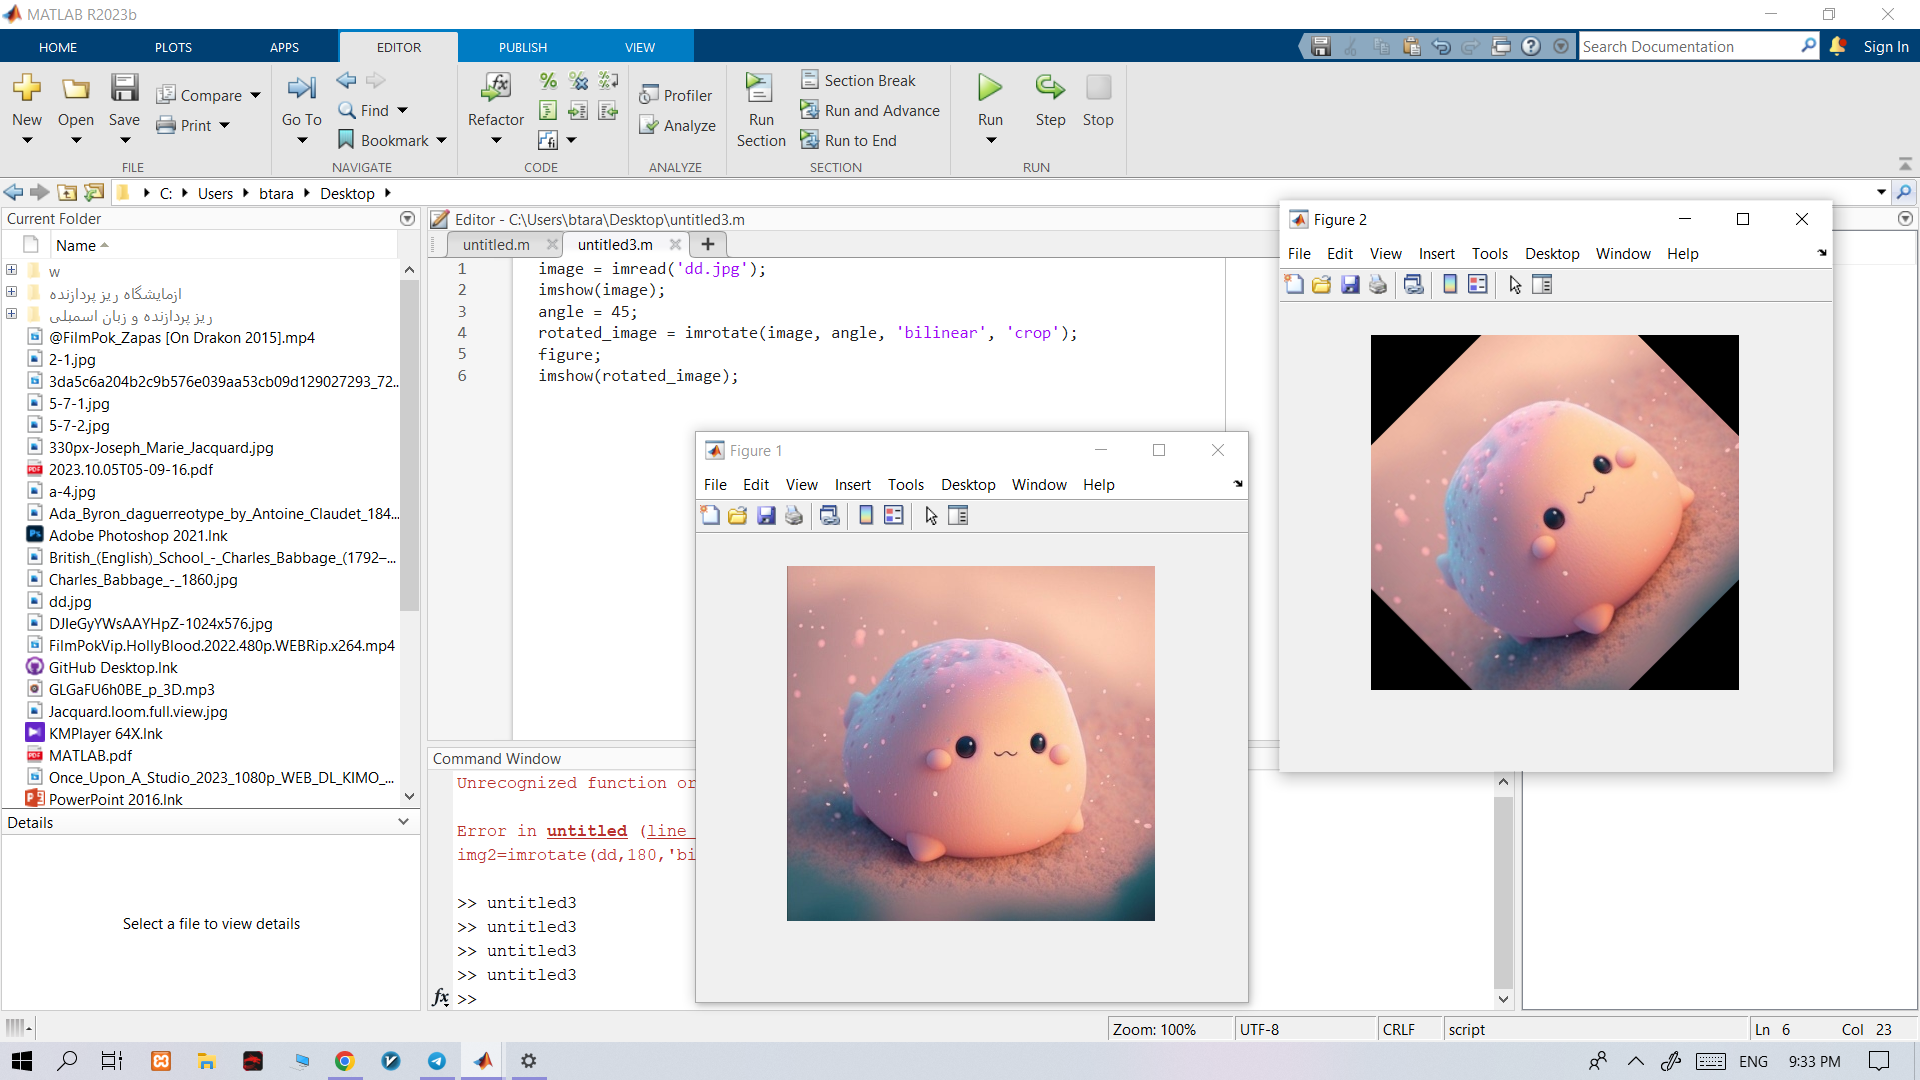 MATLAB R2023b
HOME PLOTS APPS EDITOR PUBLISH VIEW
Search Documentation
Sign In
New Open Save Compare Print
FILE
Go To Find Bookmark
NAVIGATE
Refactor
CODE
Profiler
Analyze
ANALYZE
Run Section
Section Break
Run and Advance
Run to End
SECTION
Run Step Stop
RUN
C: Users btara Desktop
Current Folder
Name
w
ازمایشگاه ریز پردازنده
ریز پردازنده و زبان اسمبلی
@FilmPok_Zapas [On Drakon 2015].mp4
2-1.jpg
3da5c6a204b2c9b576e039aa53cb09d129027293_72...
5-7-1.jpg
5-7-2.jpg
330px-Joseph_Marie_Jacquard.jpg
2023.10.05T05-09-16.pdf
a-4.jpg
Ada_Byron_daguerreotype_by_Antoine_Claudet_184...
Adobe Photoshop 2021.lnk
British_(English)_School_-_Charles_Babbage_(1792–...
Charles_Babbage_-_1860.jpg
dd.jpg
DJIeGyYWsAAYHpZ-1024x576.jpg
FilmPokVip.HollyBlood.2022.480p.WEBRip.x264.mp4
GitHub Desktop.lnk
GLGaFU6h0BE_p_3D.mp3
Jacquard.loom.full.view.jpg
KMPlayer 64X.lnk
MATLAB.pdf
Once_Upon_A_Studio_2023_1080p_WEB_DL_KIMO_...
PowerPoint 2016.lnk
Details
Select a file to view details
Editor - C:\Users\btara\Desktop\untitled3.m
untitled.m untitled3.m
1 image = imread('dd.jpg');
2 imshow(image);
3 angle = 45;
4 rotated_image = imrotate(image, angle, 'bilinear', 'crop');
5 figure;
6 imshow(rotated_image);
Command Window
Unrecognized function or
Error in untitled (line
img2=imrotate(dd,180,'bi
>> untitled3
>> untitled3
>> untitled3
>> untitled3
fx >>
Figure 1
File Edit View Insert Tools Desktop Window Help
Figure 2
File Edit View Insert Tools Desktop Window Help
Zoom: 100% UTF-8 CRLF script Ln 6 Col 23
ENG 9:33 PM